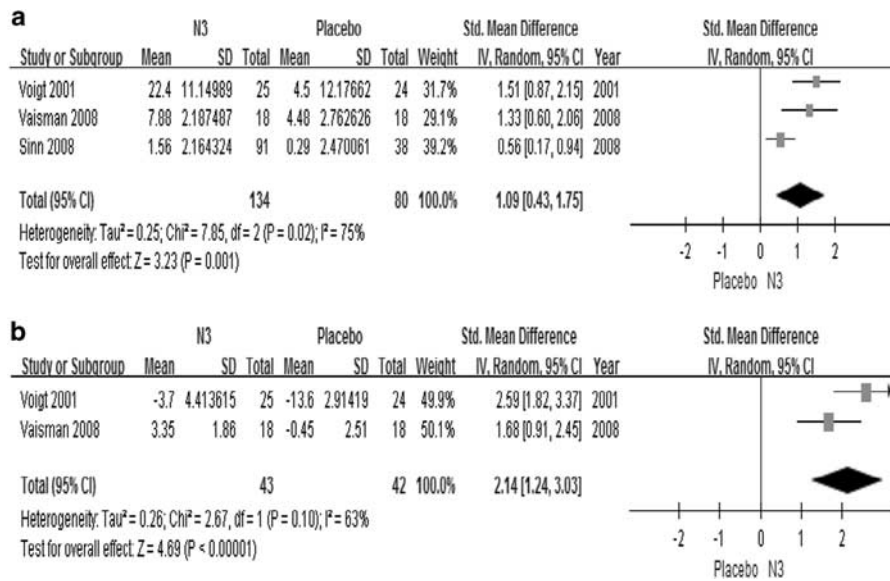 a
N3 Placebo Std. Mean Difference Std. Mean Difference
Study or Subgroup Mean SD Total Mean SD Total Weight IV, Random, 95% CI Year IV, Random, 95% CI
Voigt 2001 22.4 11.14989 25 4.5 12.17662 24 31.7% 1.51 [0.87, 2.15] 2001
Vaisman 2008 7.88 2.187487 18 4.48 2.762626 18 29.1% 1.33 [0.60, 2.06] 2008
Sinn 2008 1.56 2.164324 91 0.29 2.470061 38 39.2% 0.56 [0.17, 0.94] 2008
Total (95% CI) 134 80 100.0% 1.09 [0.43, 1.75]
Heterogeneity: Tau² = 0.25; Chi² = 7.85, df = 2 (P = 0.02); I² = 75%
Test for overall effect: Z = 3.23 (P = 0.001)
-2 -1 0 1 2
Placebo N3
b
N3 Placebo Std. Mean Difference Std. Mean Difference
Study or Subgroup Mean SD Total Mean SD Total Weight IV, Random, 95% CI Year IV, Random, 95% CI
Voigt 2001 -3.7 4.413615 25 -13.6 2.91419 24 49.9% 2.59 [1.82, 3.37] 2001
Vaisman 2008 3.35 1.86 18 -0.45 2.51 18 50.1% 1.68 [0.91, 2.45] 2008
Total (95% CI) 43 42 100.0% 2.14 [1.24, 3.03]
Heterogeneity: Tau² = 0.26; Chi² = 2.67, df = 1 (P = 0.10); I² = 63%
Test for overall effect: Z = 4.69 (P < 0.00001)
-2 -1 0 1 2
Placebo N3